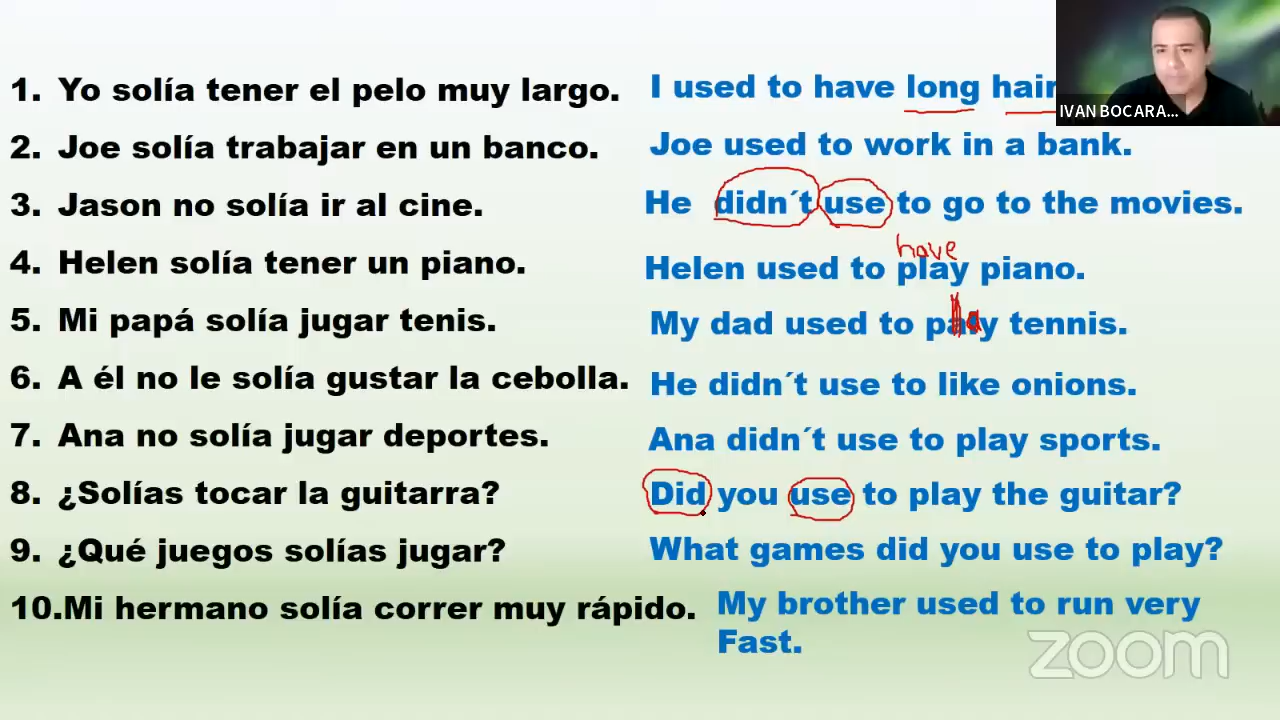 1. Yo solía tener el pelo muy largo. I used to have long hair
IVAN BOCARA...
2. Joe solía trabajar en un banco. Joe used to work in a bank.
3. Jason no solía ir al cine. He didn´t use to go to the movies.
have
4. Helen solía tener un piano. Helen used to play piano.
5. Mi papá solía jugar tenis. My dad used to paly tennis.
6. A él no le solía gustar la cebolla. He didn´t use to like onions.
7. Ana no solía jugar deportes. Ana didn´t use to play sports.
8. ¿Solías tocar la guitarra? Did you use to play the guitar?
9. ¿Qué juegos solías jugar? What games did you use to play?
10.Mi hermano solía correr muy rápido. My brother used to run very
Fast.
zoom